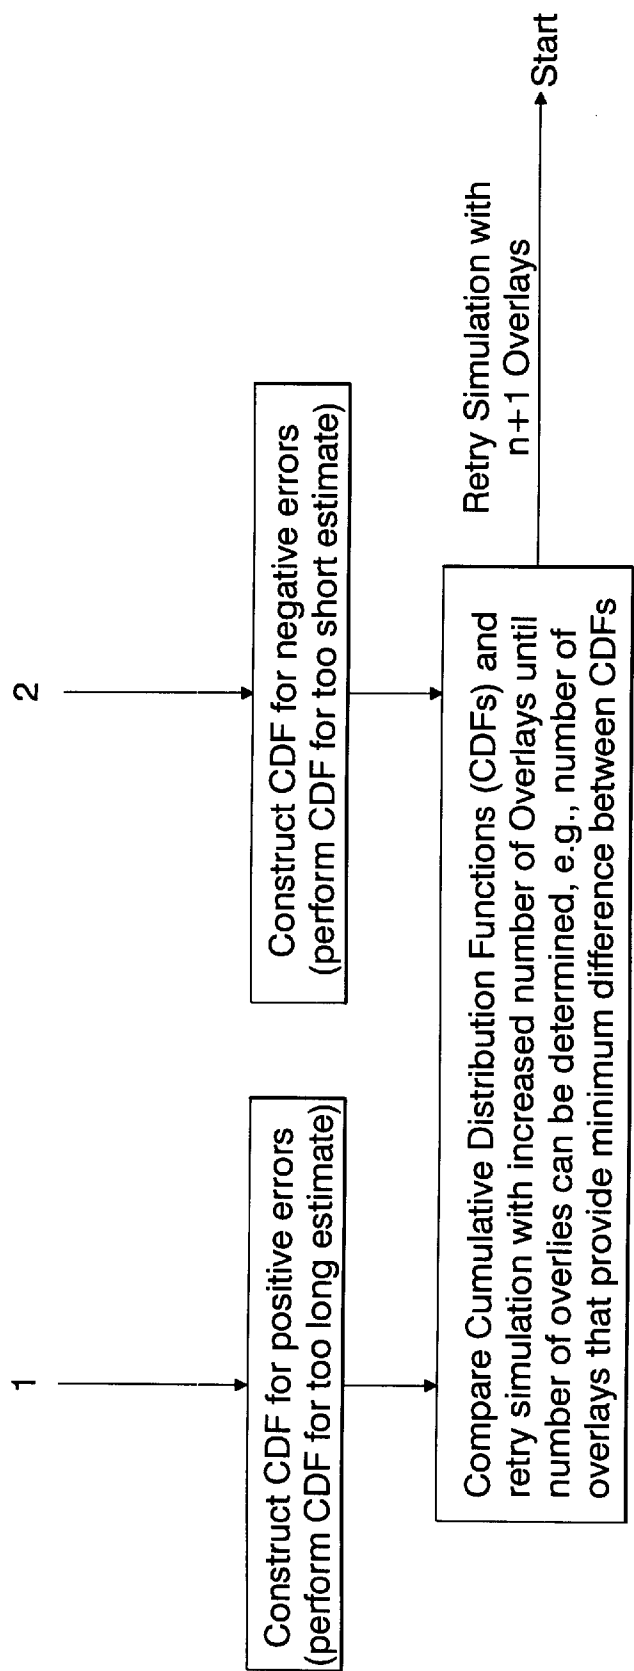 1
2
Construct CDF for positive errors
(perform CDF for too long estimate)
Construct CDF for negative errors
(perform CDF for too short estimate)
Compare Cumulative Distribution Functions (CDFs) and
retry simulation with increased number of Overlays until
number of overlies can be determined, e.g., number of
overlays that provide minimum difference between CDFs
Retry Simulation with
n+1 Overlays
Start